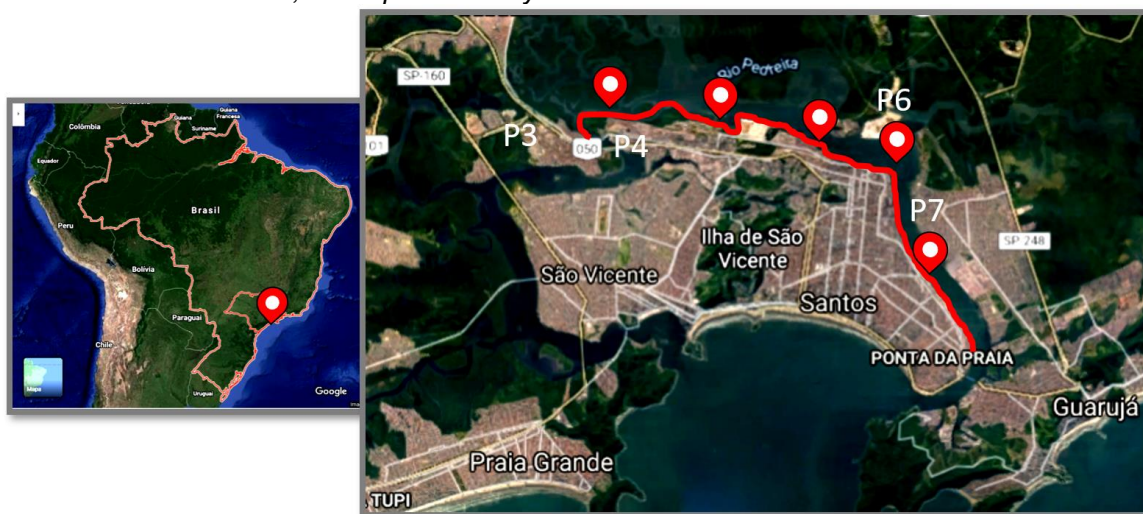 SP-160
Rio Pedreira
P6
P3
050
P4
101
P7
SP-248
Ilha de São
Vicente
São Vicente
Santos
PONTA DA PRAIA
Guarujá
Praia Grande
TUPI
Colômbia
Guiana
Suriname
Guiana
Francesa
Equador
Brasil
Peru
Bolívia
Paraguai
Chile
Uruguai
Mapa
Google